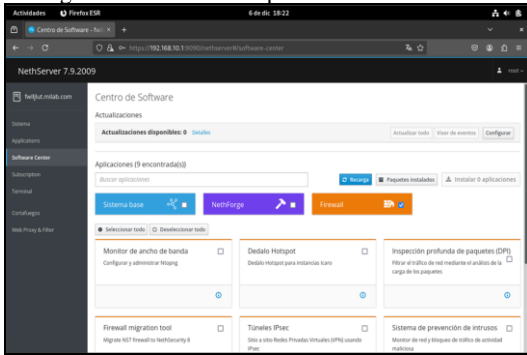 Actividades Firefox ESR 6 de dic 18:22
Centro de Software - fwlljlut × +
https://192.168.10.1:9090/nethserver#/software-center
NethServer 7.9.2009 root
fwlljlut.milab.com
Sistema
Applications
Software Center
Subscription
Terminal
Cortafuegos
Web Proxy & Filter
Centro de Software
Actualizaciones
Actualizaciones disponibles: 0 Detalles Actualizar todo Visor de eventos Configurar
Aplicaciones (9 encontrada(s))
Buscar aplicaciones Recarga Paquetes instalados Instalar 0 aplicaciones
Sistema base NethForge Firewall
Seleccionar todo Deseleccionar todo
Monitor de ancho de banda
Configurar y administrar Ntopng
Dedalo Hotspot
Dedalo Hotspot para instancias Icaro
Inspección profunda de paquetes (DPI)
Filtrar el tráfico de red mediante el análisis de la
carga de los paquetes
Firewall migration tool
Migrate NS7 firewall to NethSecurity 8
Túneles IPsec
Sitio a sitio Redes Privadas Virtuales (VPN) usando
IPsec
Sistema de prevención de intrusos
Monitor de red y bloqueo de tráfico de actividad
maliciosa